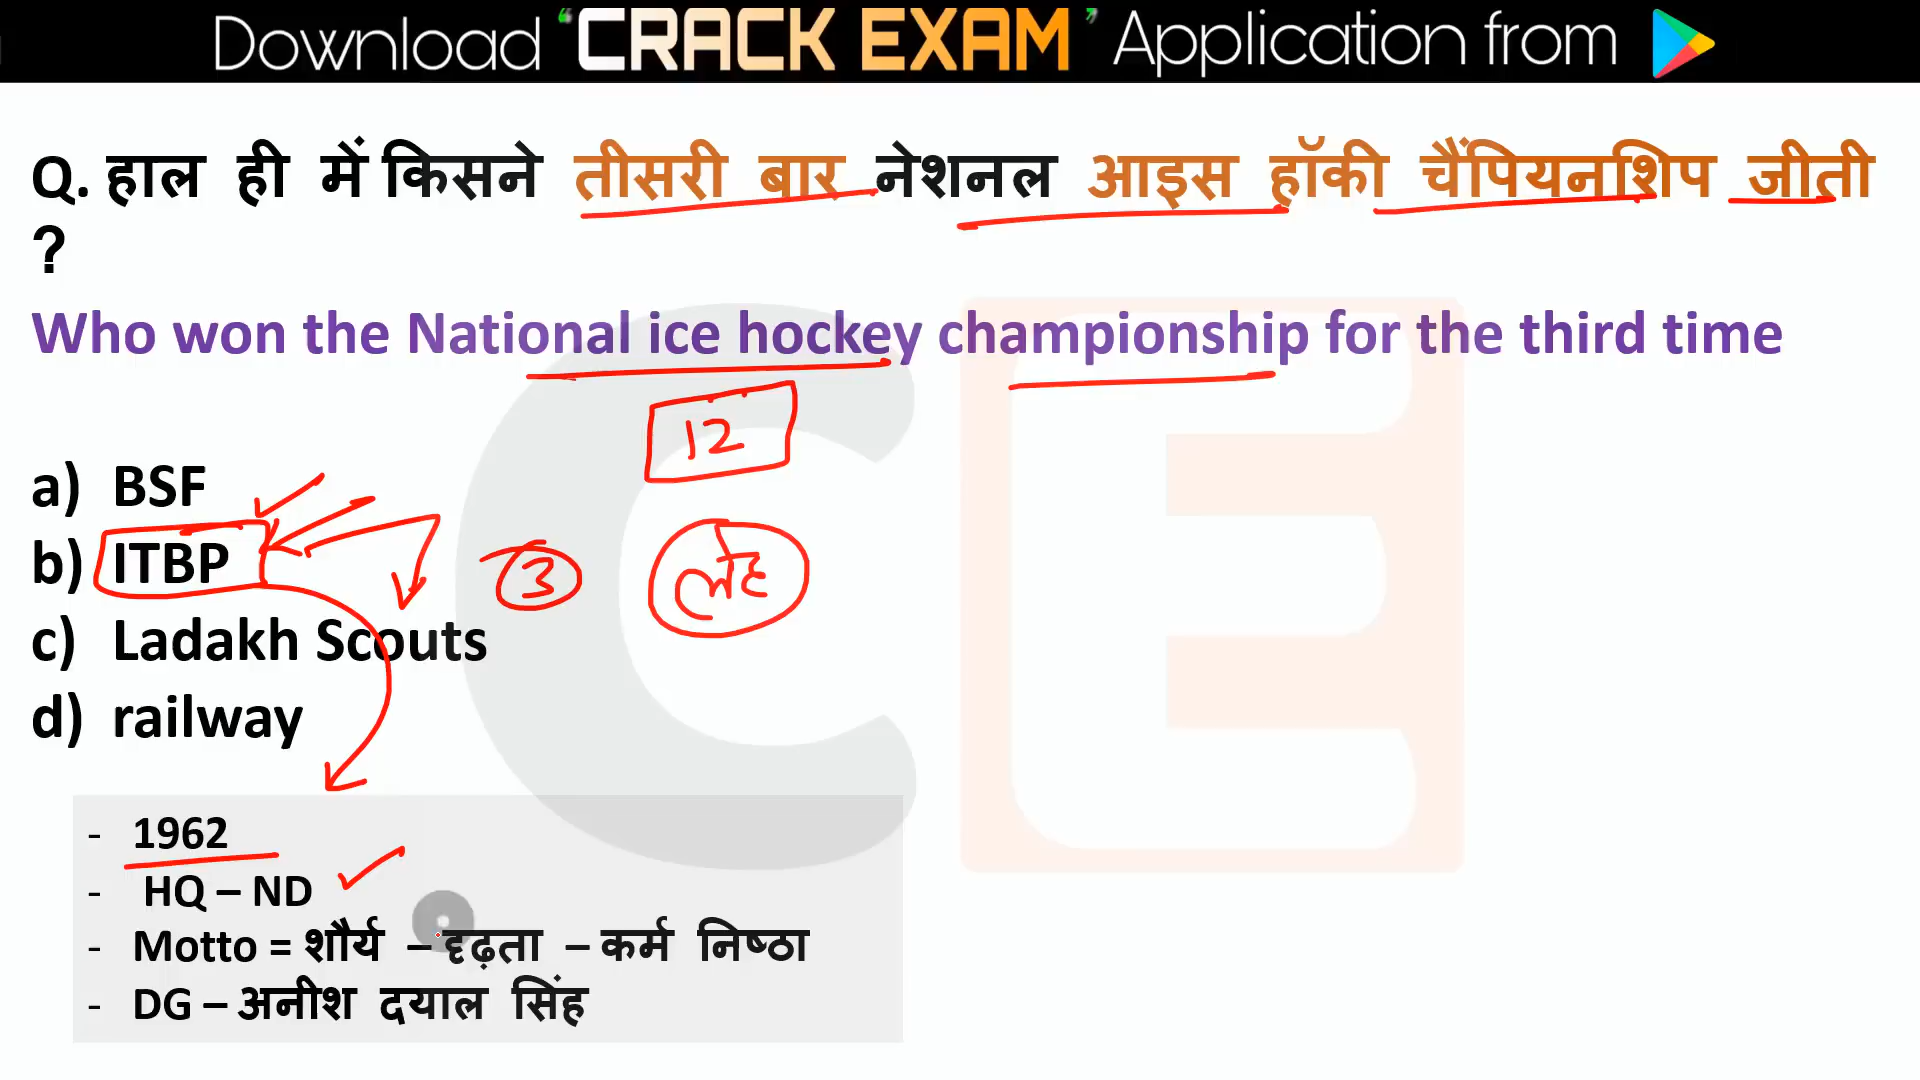 Download ‘CRACK EXAM’ Application from
Q. हाल ही में किसने तीसरी बार नेशनल आइस हॉकी चैंपियनशिप जीती
?
Who won the National ice hockey championship for the third time
12
a) BSF
b) ITBP
3
लेह
c) Ladakh Scouts
d) railway
- 1962
- HQ – ND
- Motto = शौर्य – दृढ़ता – कर्म निष्ठा
- DG – अनीश दयाल सिंह
CE